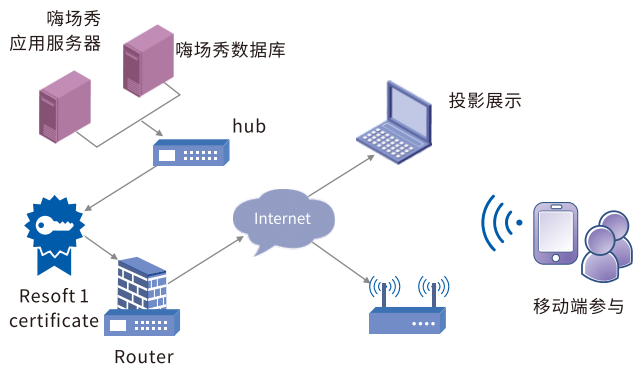 嗨场秀
应用服务器
嗨场秀数据库
hub
投影展示
Internet
Resoft 1
certificate
移动端参与
Router